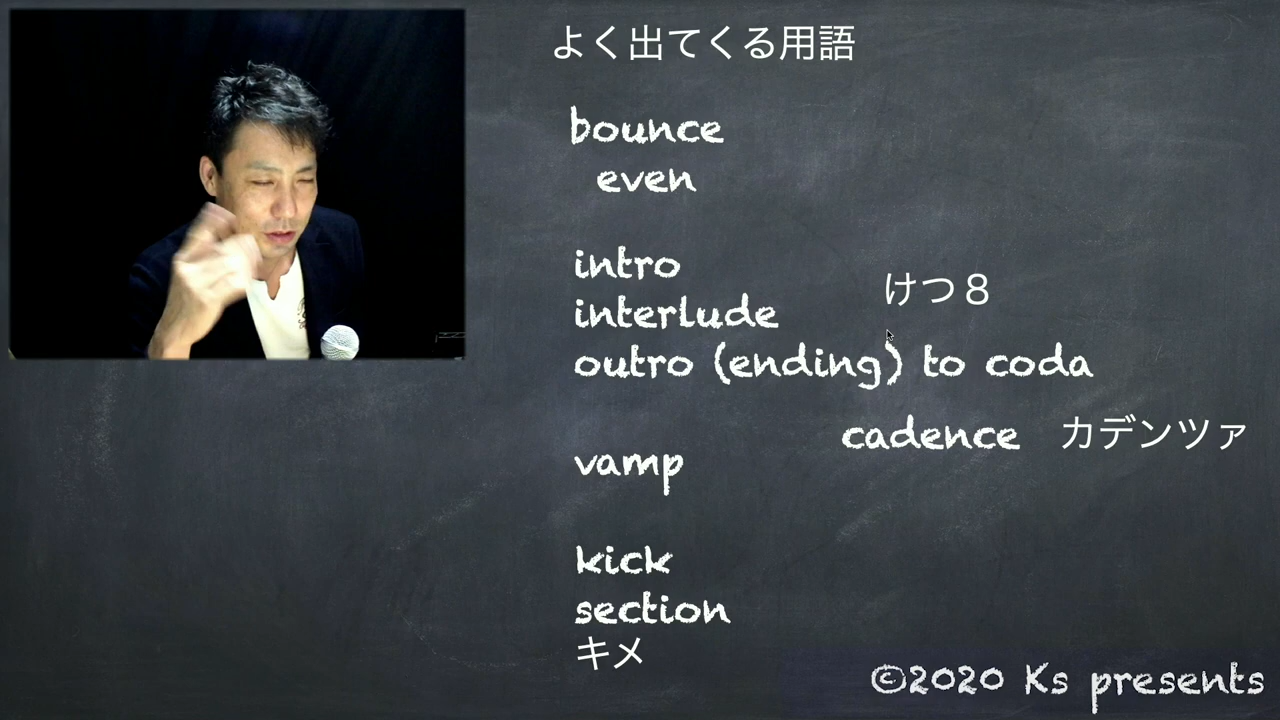 よく出てくる用語
bounce
even
intro
けつ８
interlude
outro (ending) to coda
cadence　カデンツァ
vamp
kick
section
キメ
©2020 Ks presents